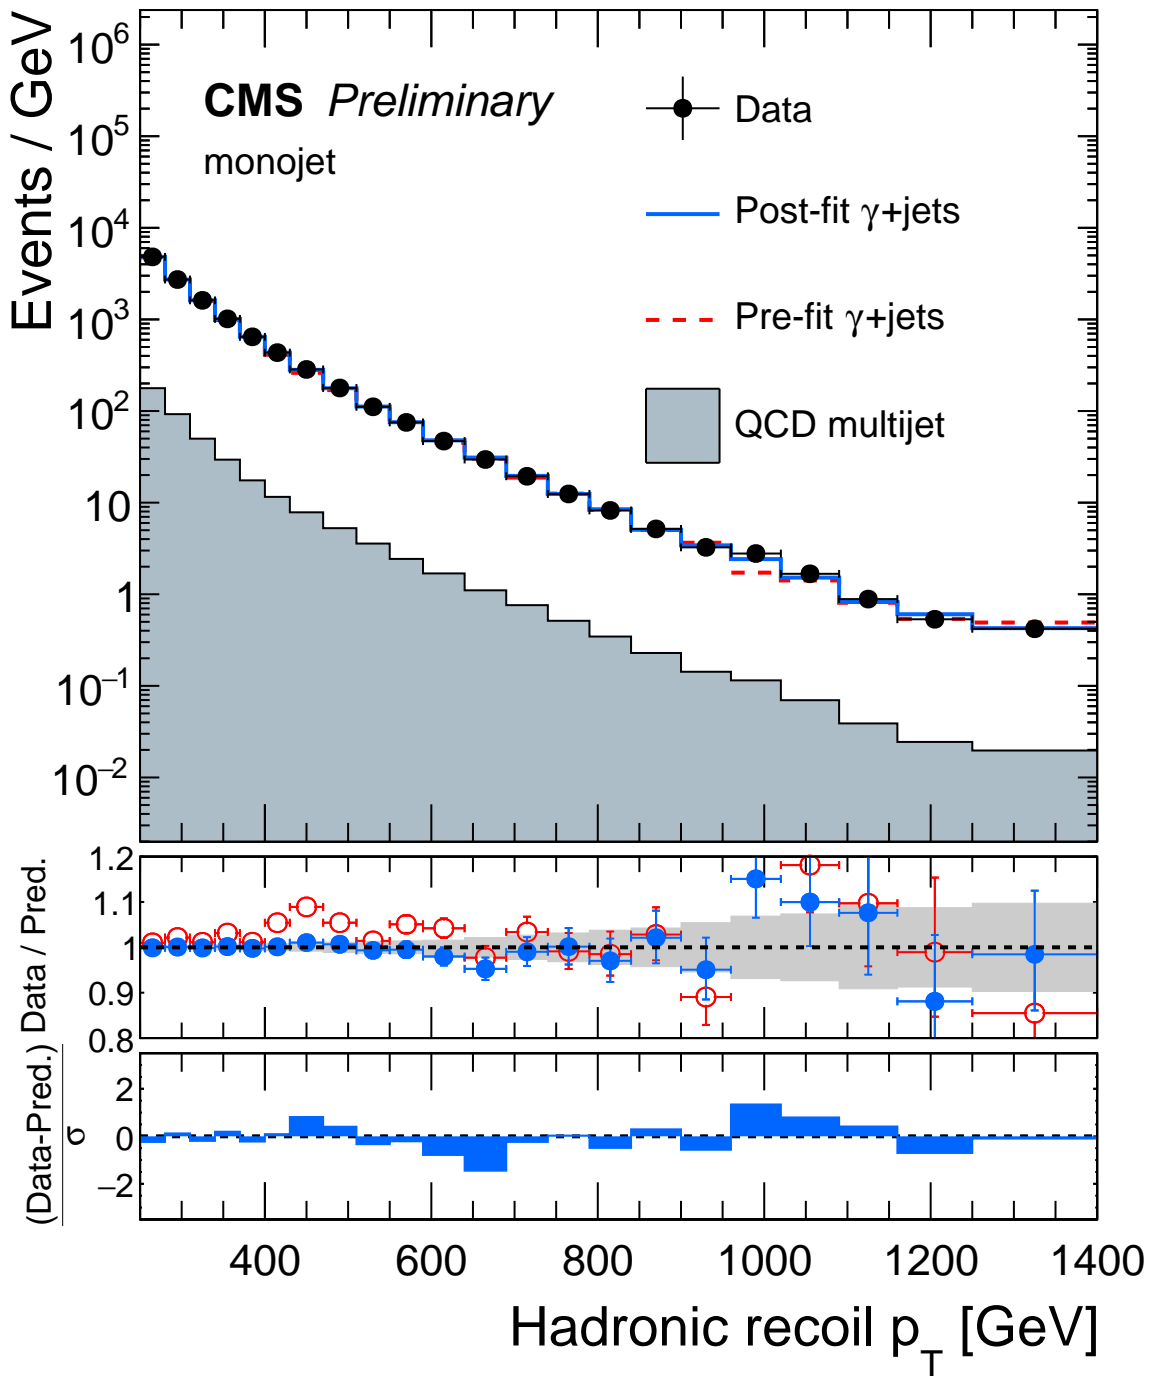 CMS Preliminary
monojet
Data
Post-fit γ+jets
Pre-fit γ+jets
QCD multijet
Events / GeV
10^6
10^5
10^4
10^3
10^2
10
1
10^−1
10^−2
Data / Pred.
1.2
1.1
1
0.9
0.8
(Data-Pred.)
σ
2
0
−2
400 600 800 1000 1200 1400
Hadronic recoil p_T [GeV]